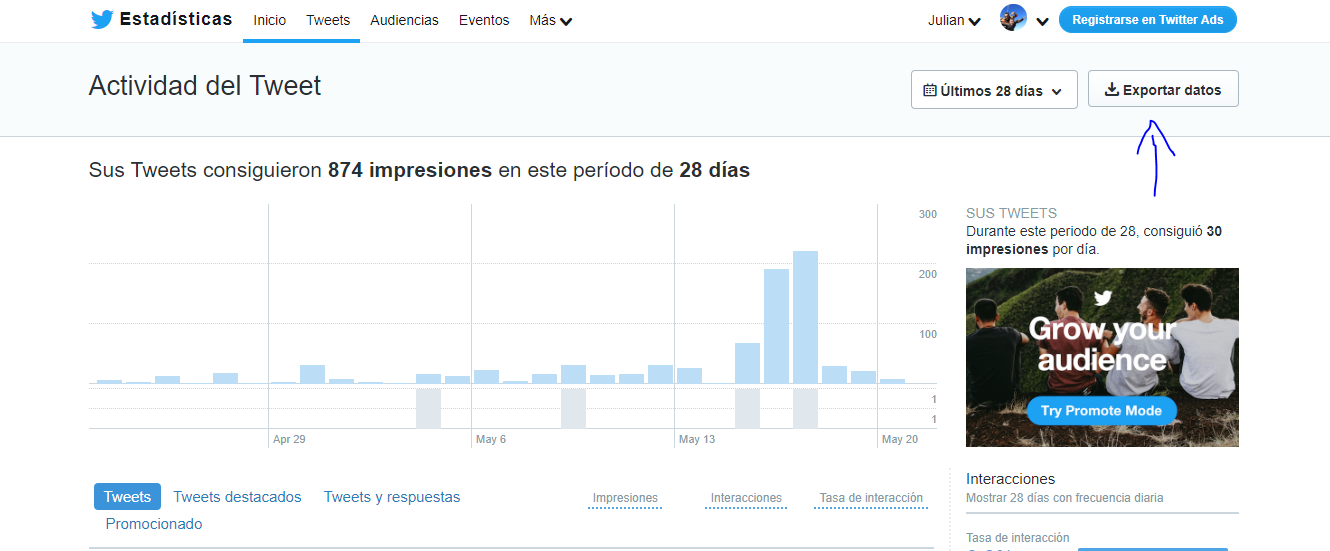 Estadísticas Inicio Tweets Audiencias Eventos Más Julian Registrarse en Twitter Ads
Actividad del Tweet
Últimos 28 días
Exportar datos
Sus Tweets consiguieron 874 impresiones en este período de 28 días
300
200
100
1
1
Apr 29
May 6
May 13
May 20
SUS TWEETS
Durante este periodo de 28, consiguió 30
impresiones por día.
Grow your
audience
Try Promote Mode
Tweets Tweets destacados Tweets y respuestas
Promocionado
Impresiones Interacciones Tasa de interacción
Interacciones
Mostrar 28 días con frecuencia diaria
Tasa de interacción